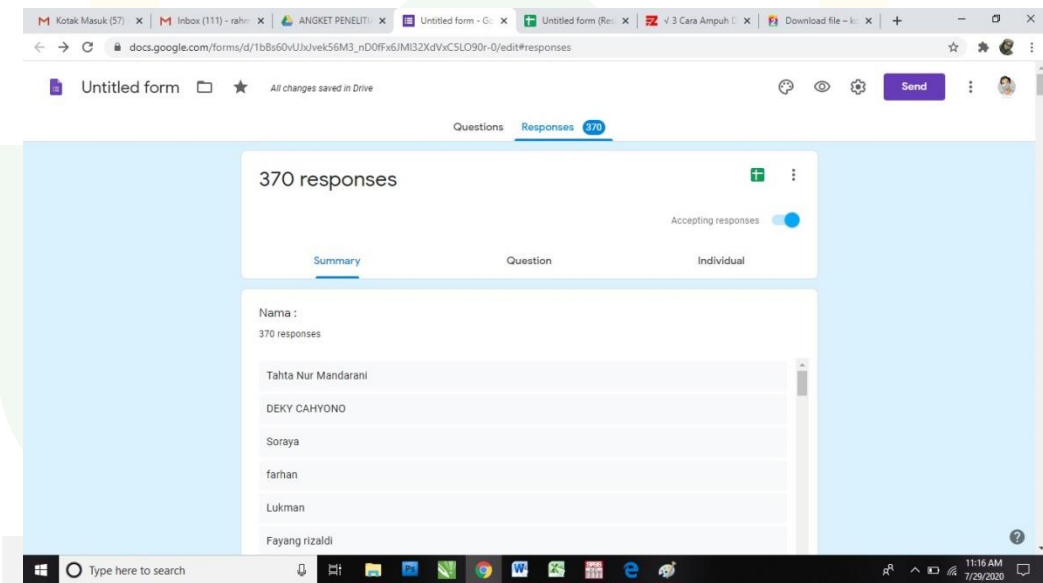 Kotak Masuk (57)
Inbox (111) - rahm
ANGKET PENELITI
Untitled form - Go
Untitled form (Res
√ 3 Cara Ampuh D
Download file –
docs.google.com/forms/d/1bBs60vUJxJvek56M3_nD0fFx6JMI32XdVxC5LO90r-0/edit#responses
Untitled form
All changes saved in Drive
Send
Questions Responses 370
370 responses
Accepting responses
Summary Question Individual
Nama :
370 responses
Tahta Nur Mandarani
DEKY CAHYONO
Soraya
farhan
Lukman
Fayang rizaldi
Type here to search
11:16 AM
7/29/2020